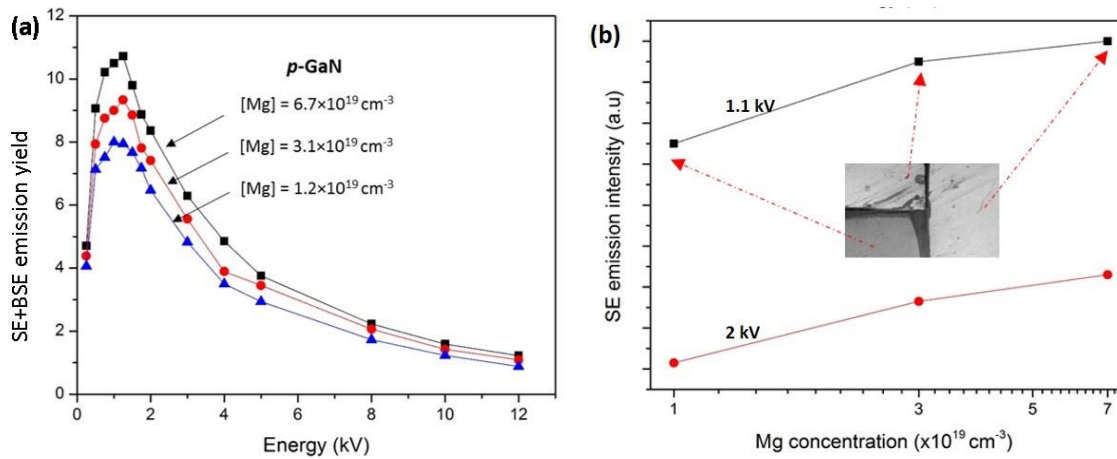 (a)
12
10
8
6
4
2
0
SE+BSE emission yield
p-GaN
[Mg] = 6.7×10¹⁹ cm⁻³
[Mg] = 3.1×10¹⁹ cm⁻³
[Mg] = 1.2×10¹⁹ cm⁻³
0 2 4 6 8 10 12
Energy (kV)
(b)
SE emission intensity (a.u)
1.1 kV
2 kV
1 3 5 7
Mg concentration (x10¹⁹ cm⁻³)